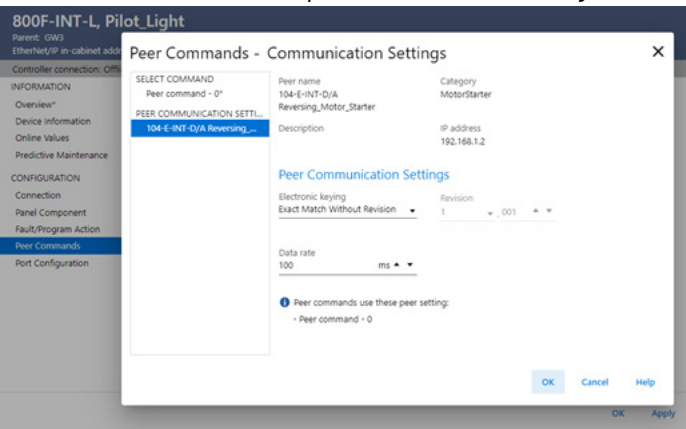 800F-INT-L, Pilot_Light
Parent: GW3
EtherNet/IP in-cabinet addr
Controller connection: Offli
INFORMATION
Overview*
Device Information
Online Values
Predictive Maintenance
CONFIGURATION
Connection
Panel Component
Fault/Program Action
Peer Commands
Port Configuration
Peer Commands - Communication Settings
SELECT COMMAND
Peer command - 0*
PEER COMMUNICATION SETTI...
104-E-INT-D/A Reversing_...
Peer name
104-E-INT-D/A
Reversing_Motor_Starter
Category
MotorStarter
Description
IP address
192.168.1.2
Peer Communication Settings
Electronic keying
Exact Match Without Revision
Revision
1 . 001
Data rate
100 ms
Peer commands use these peer setting:
- Peer command - 0
OK Cancel Help
OK Apply